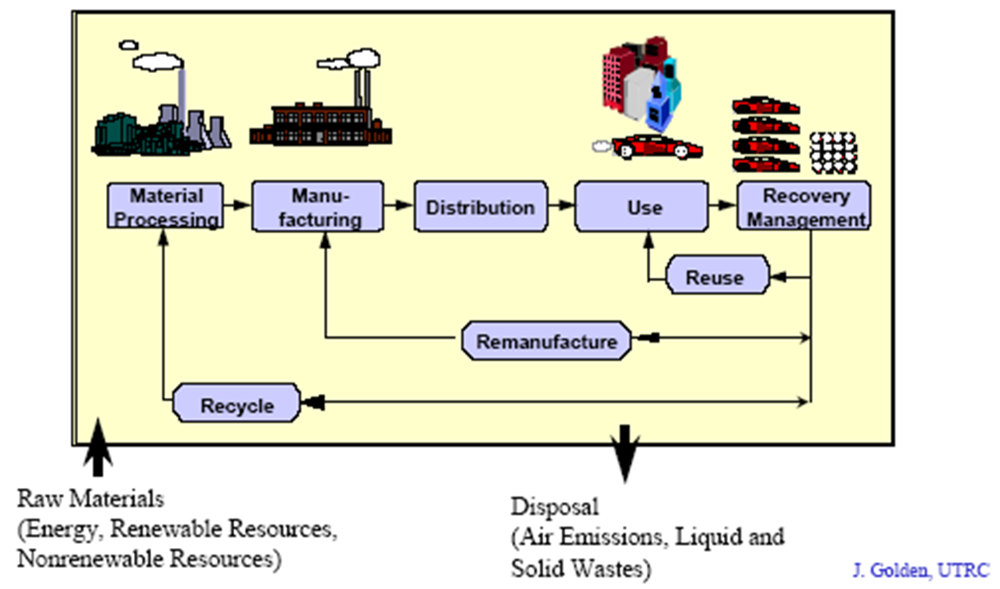 Material
Processing
Manu-
facturing
Distribution
Use
Recovery
Management
Reuse
Remanufacture
Recycle
Raw Materials
(Energy, Renewable Resources,
Nonrenewable Resources)
Disposal
(Air Emissions, Liquid and
Solid Wastes)
J. Golden, UTRC